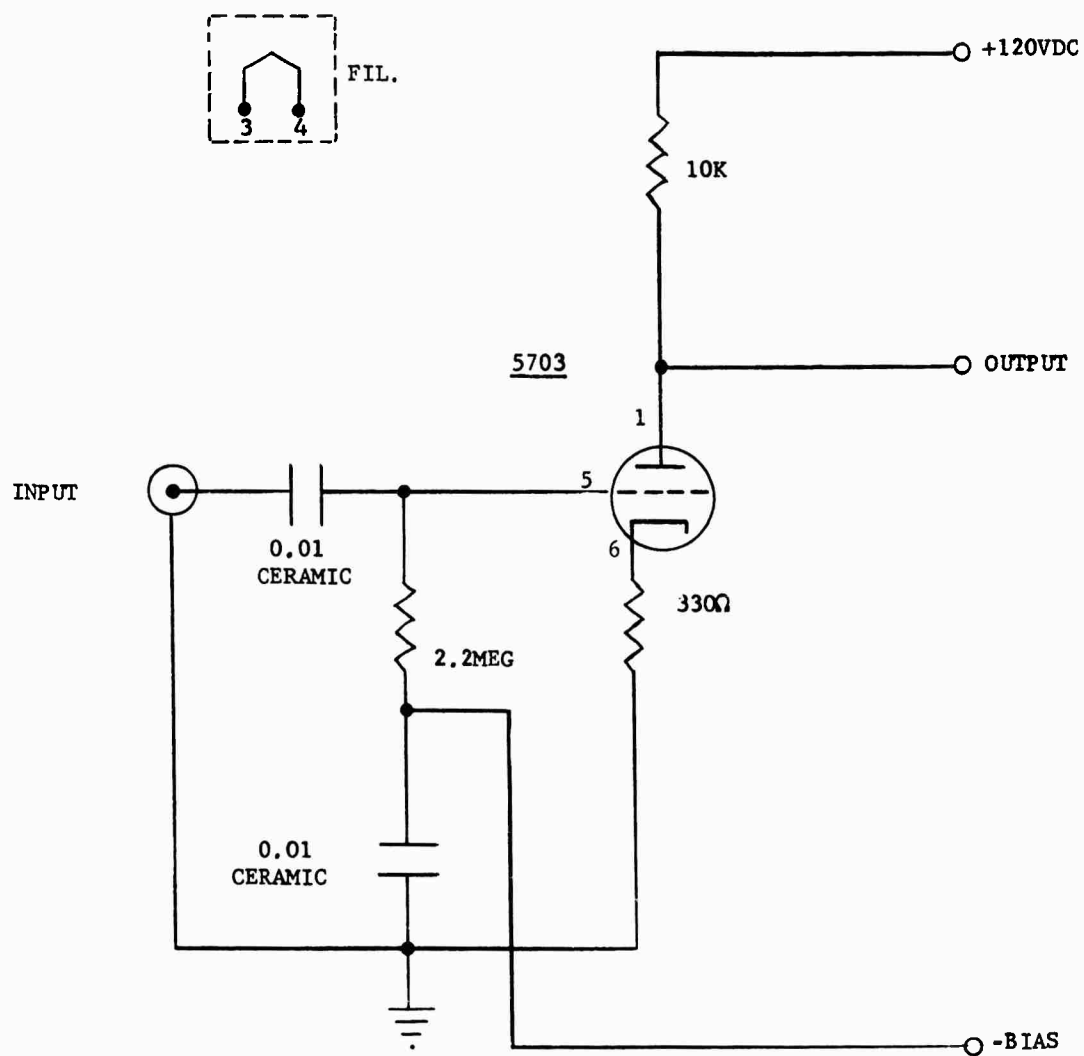 +120VDC
FIL.
3 4
10K
5703
OUTPUT
1
INPUT
5
0.01
CERAMIC
6
330Ω
2.2MEG
0.01
CERAMIC
-BIAS